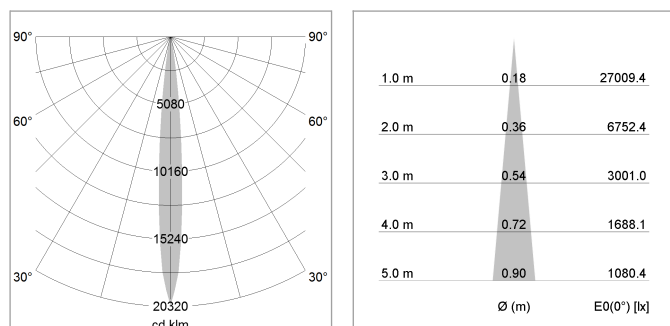 90° 90°
5080
60° 60°
10160
15240
30° 30°
20320
cd klm
1.0 m 0.18 27009.4
2.0 m 0.36 6752.4
3.0 m 0.54 3001.0
4.0 m 0.72 1688.1
5.0 m 0.90 1080.4
Ø (m) E0(0°) [lx]